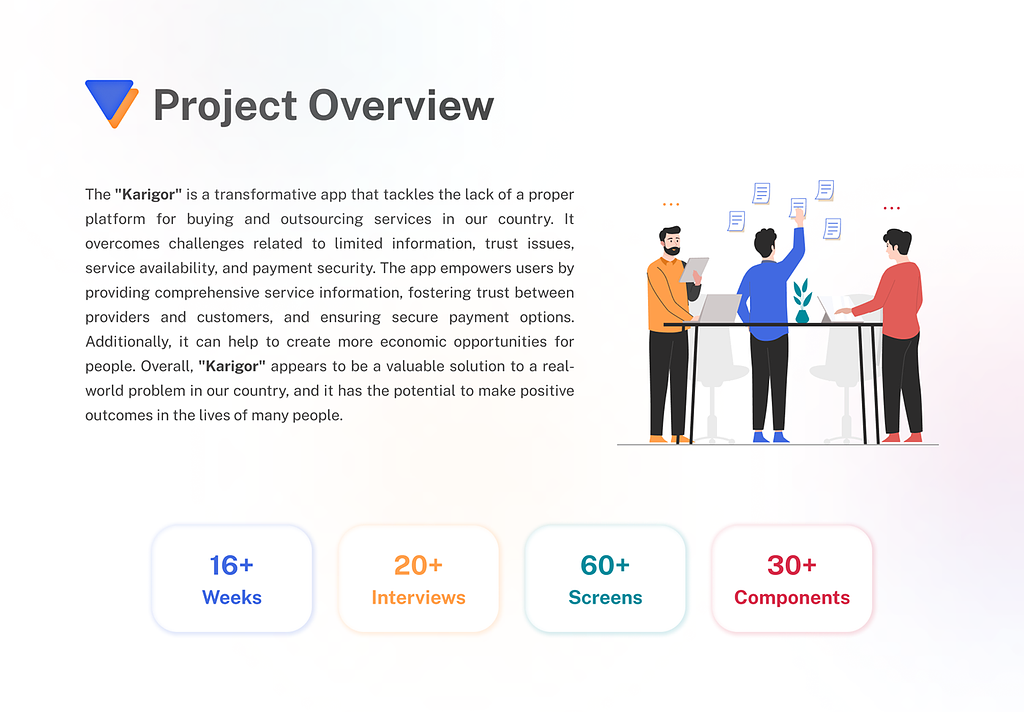 Project Overview
The "Karigor" is a transformative app that tackles the lack of a proper
platform for buying and outsourcing services in our country. It
overcomes challenges related to limited information, trust issues,
service availability, and payment security. The app empowers users by
providing comprehensive service information, fostering trust between
providers and customers, and ensuring secure payment options.
Additionally, it can help to create more economic opportunities for
people. Overall, "Karigor" appears to be a valuable solution to a real-
world problem in our country, and it has the potential to make positive
outcomes in the lives of many people.
16+
Weeks
20+
Interviews
60+
Screens
30+
Components